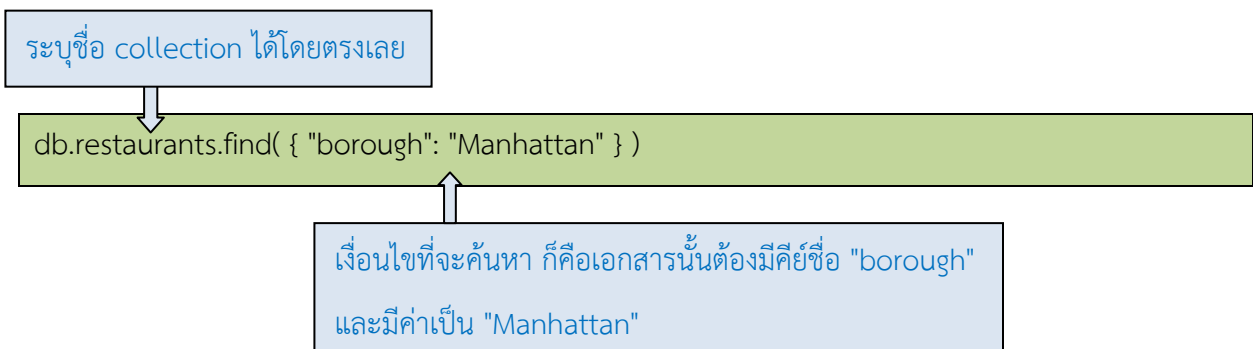 ระบุชื่อ collection ได้โดยตรงเลย
db.restaurants.find( { "borough": "Manhattan" } )
เงื่อนไขที่จะค้นหา ก็คือเอกสารนั้นต้องมีคีย์ชื่อ "borough"
และมีค่าเป็น "Manhattan"